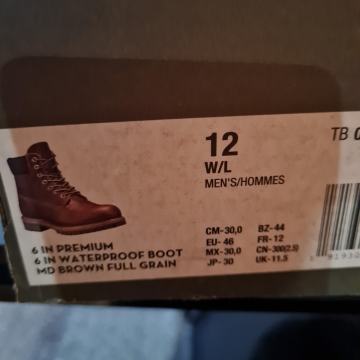 12
W/L
MEN'S/HOMMES
TB
CM-30,0 BZ-44
EU- 46 FR-12
MX-30,0 CN-300(2.5)
JP- 30 UK-11.5
6 IN PREMIUM
6 IN WATERPROOF BOOT
MD BROWN FULL GRAIN